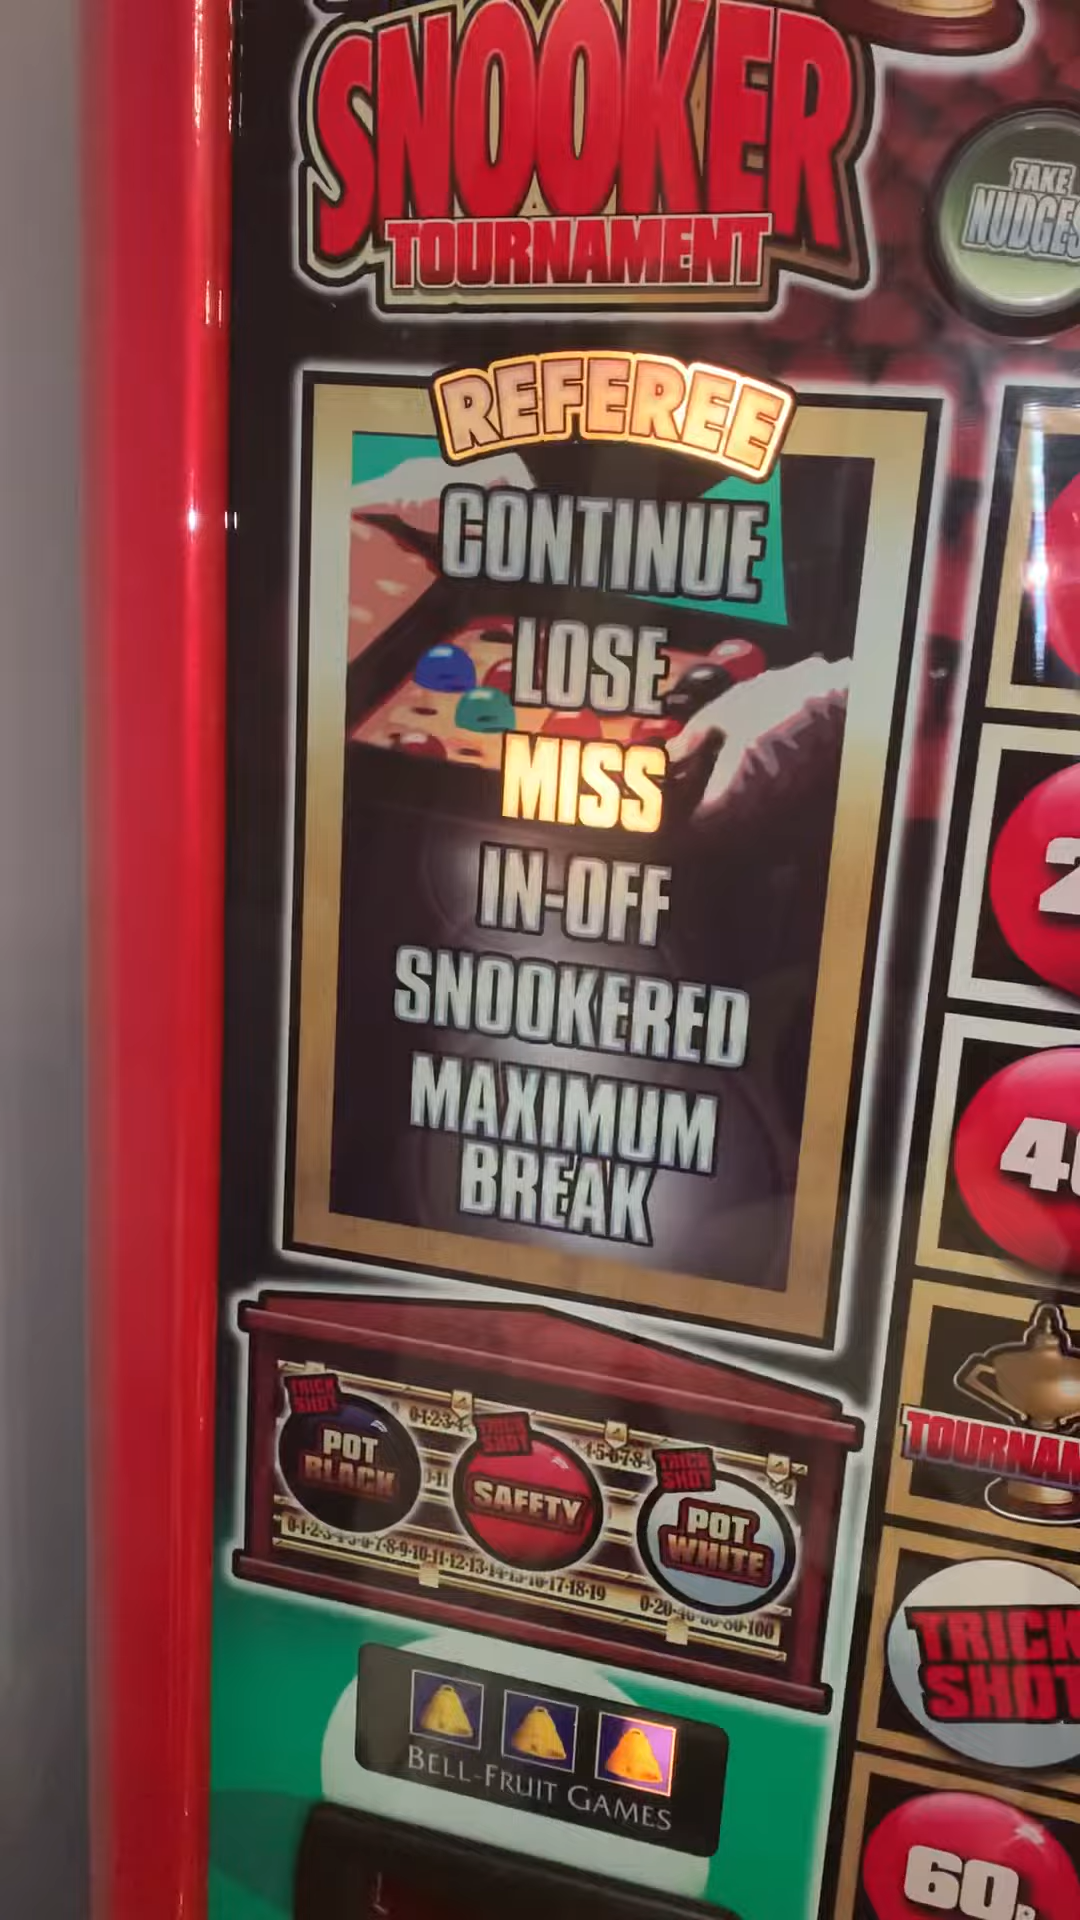 SNOOKER
TOURNAMENT
TAKE
NUDGES
REFEREE
CONTINUE
LOSE
MISS
IN-OFF
SNOOKERED
MAXIMUM
BREAK
TRICK
SHOT
POT
BLACK
TRICK
SHOT
SAFETY
TRICK
SHOT
POT
WHITE
BELL-FRUIT GAMES
TRICK
SHOT
60P